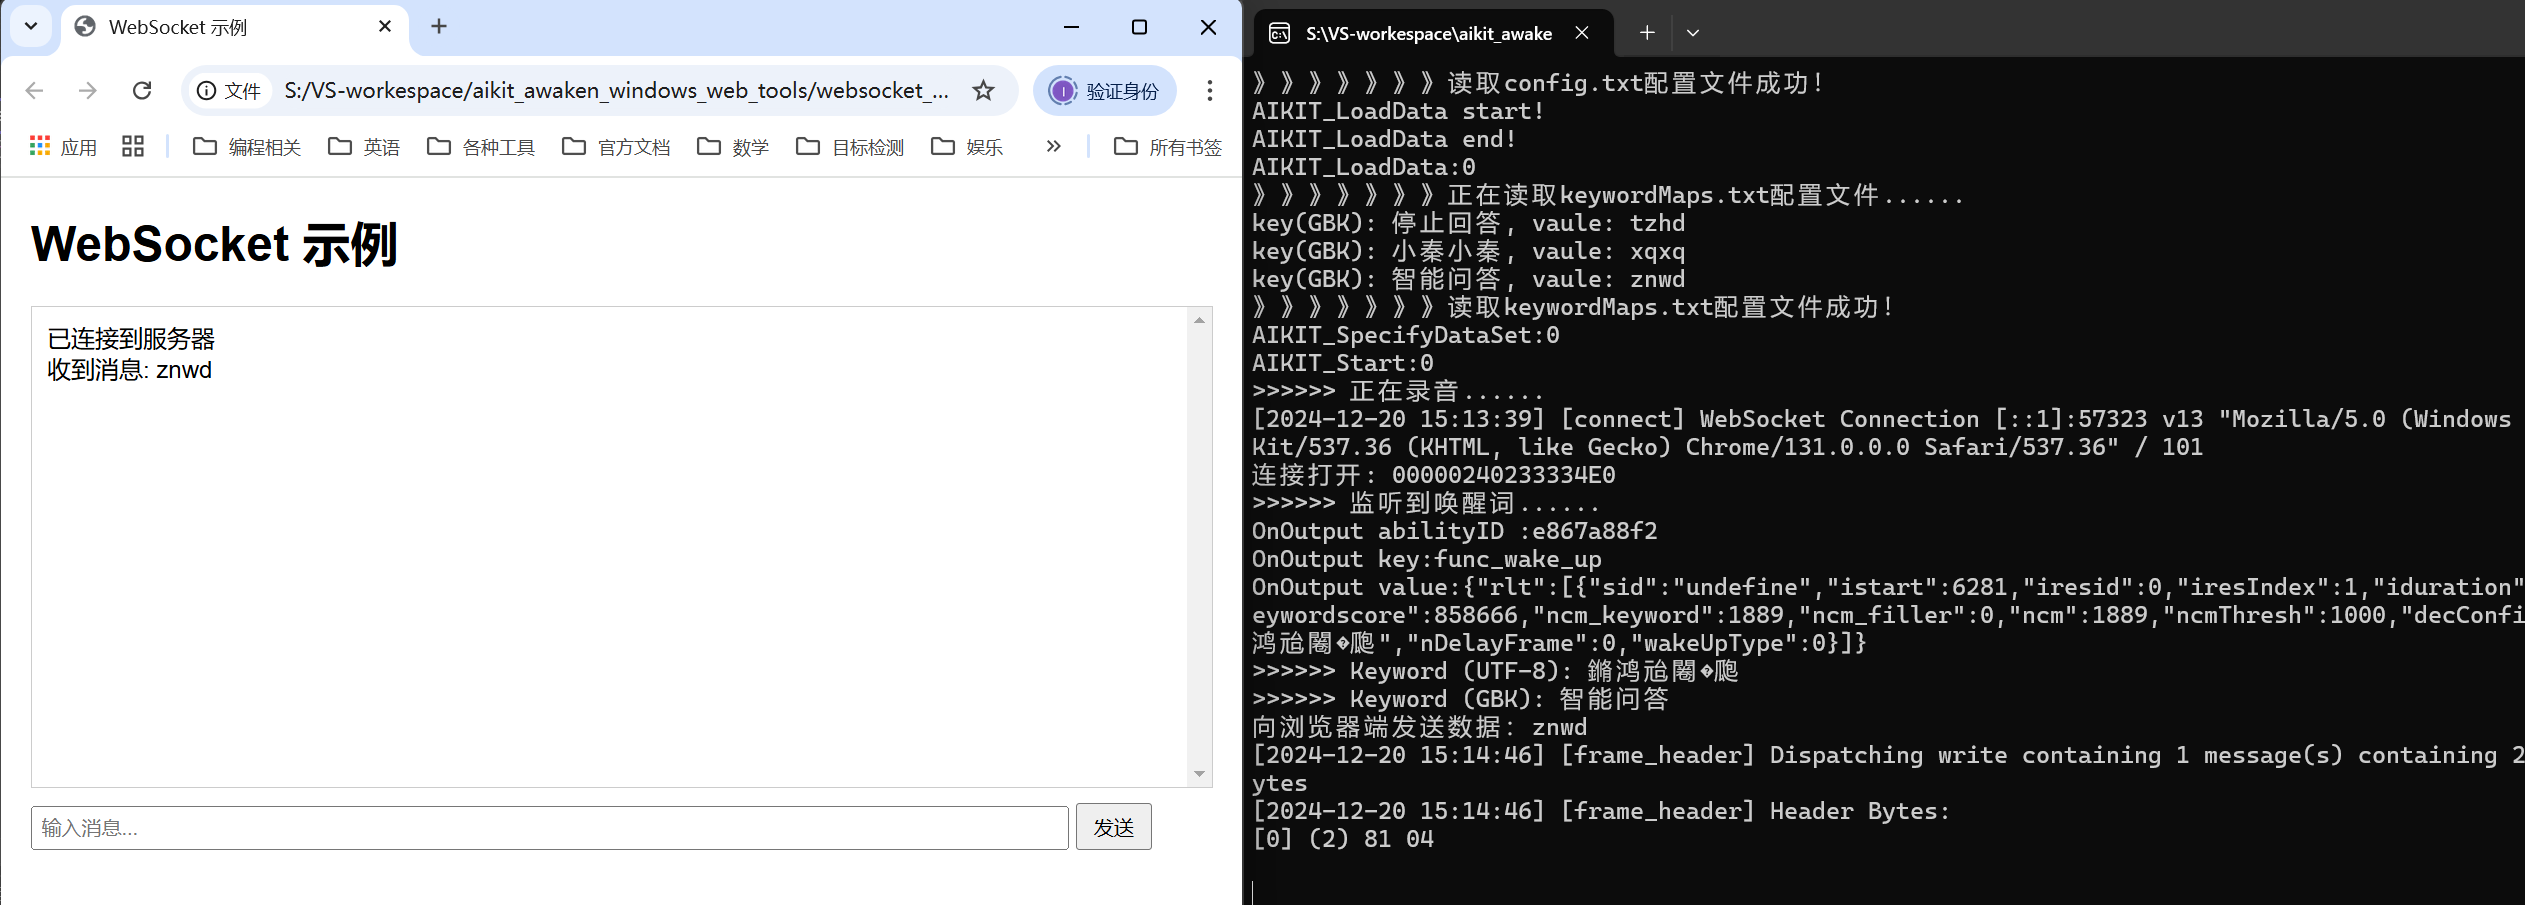 WebSocket 示例
文件 S:/VS-workespace/aikit_awaken_windows_web_tools/websocket_... 验证身份
应用 编程相关 英语 各种工具 官方文档 数学 目标检测 娱乐 所有书签
WebSocket 示例
已连接到服务器
收到消息: znwd
输入消息... 发送
S:\VS-workespace\aikit_awake
》》》》》》》读取config.txt配置文件成功!
AIKIT_LoadData start!
AIKIT_LoadData end!
AIKIT_LoadData:0
》》》》》》》正在读取keywordMaps.txt配置文件......
key(GBK): 停止回答, vaule: tzhd
key(GBK): 小秦小秦, vaule: xqxq
key(GBK): 智能问答, vaule: znwd
》》》》》》》读取keywordMaps.txt配置文件成功!
AIKIT_SpecifyDataSet:0
AIKIT_Start:0
>>>>>> 正在录音......
[2024-12-20 15:13:39] [connect] WebSocket Connection [::1]:57323 v13 "Mozilla/5.0 (Windows
Kit/537.36 (KHTML, like Gecko) Chrome/131.0.0.0 Safari/537.36" / 101
连接打开: 00000240233334E0
>>>>>> 监听到唤醒词......
OnOutput abilityID :e867a88f2
OnOutput key:func_wake_up
OnOutput value:{"rlt":[{"sid":"undefine","istart":6281,"iresid":0,"iresIndex":1,"iduration"
eywordscore":858666,"ncm_keyword":1889,"ncm_filler":0,"ncm":1889,"ncmThresh":1000,"decConfi
","nDelayFrame":0,"wakeUpType":0}]}
>>>>>> Keyword (UTF-8):
>>>>>> Keyword (GBK): 智能问答
向浏览器端发送数据: znwd
[2024-12-20 15:14:46] [frame_header] Dispatching write containing 1 message(s) containing 2
ytes
[2024-12-20 15:14:46] [frame_header] Header Bytes:
[0] (2) 81 04